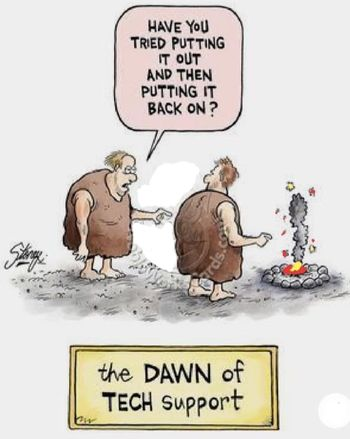 HAVE YOU
TRIED PUTTING
IT OUT
AND THEN
PUTTING IT
BACK ON?
the DAWN of
TECH support